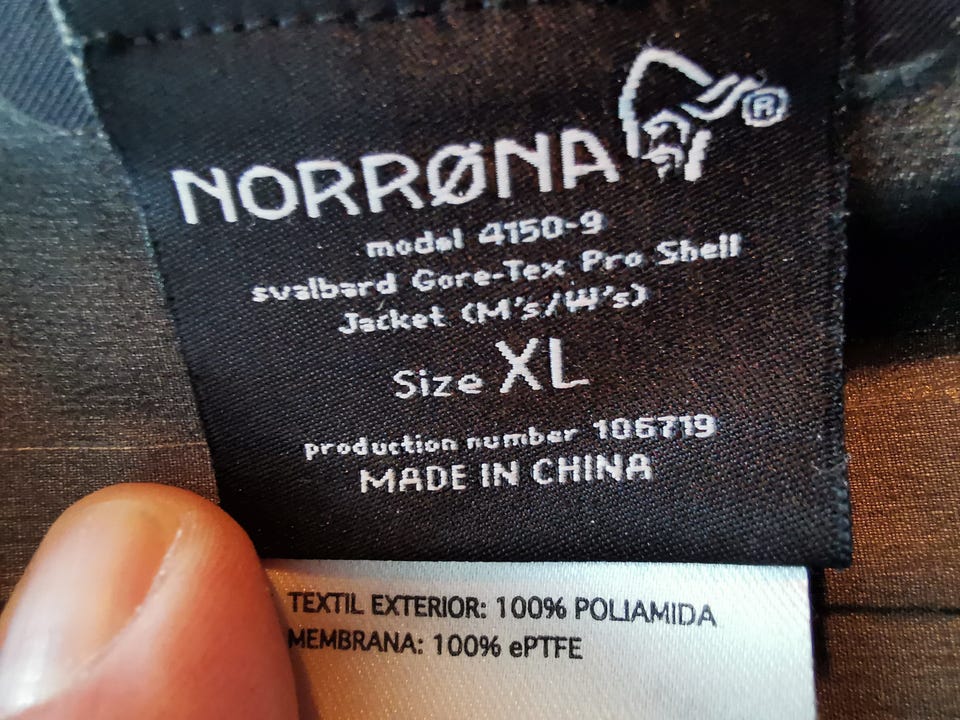 NORRØNA®
model 4150-9
svalbard Gore-Tex Pro Shell
Jacket (M's/W's)
Size XL
production number 106719
MADE IN CHINA
TEXTIL EXTERIOR: 100% POLIAMIDA
MEMBRANA: 100% ePTFE